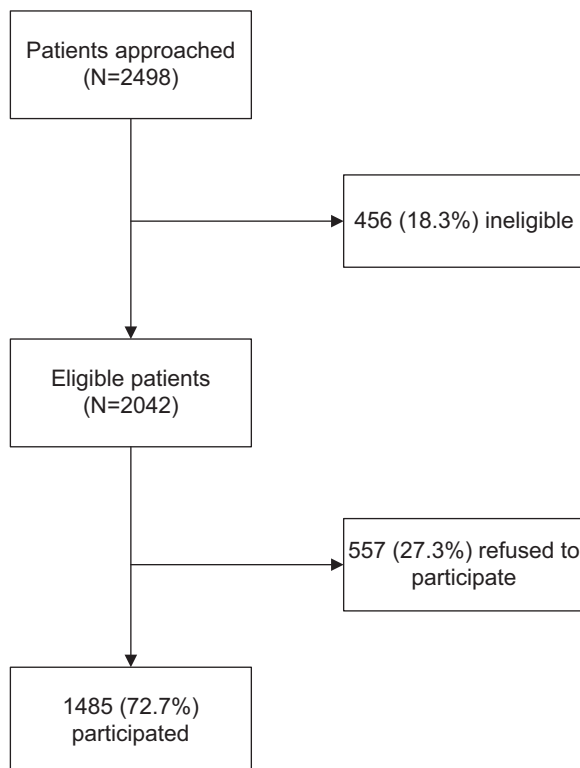 Patients approached
(N=2498)
456 (18.3%) ineligible
Eligible patients
(N=2042)
557 (27.3%) refused to
participate
1485 (72.7%)
participated